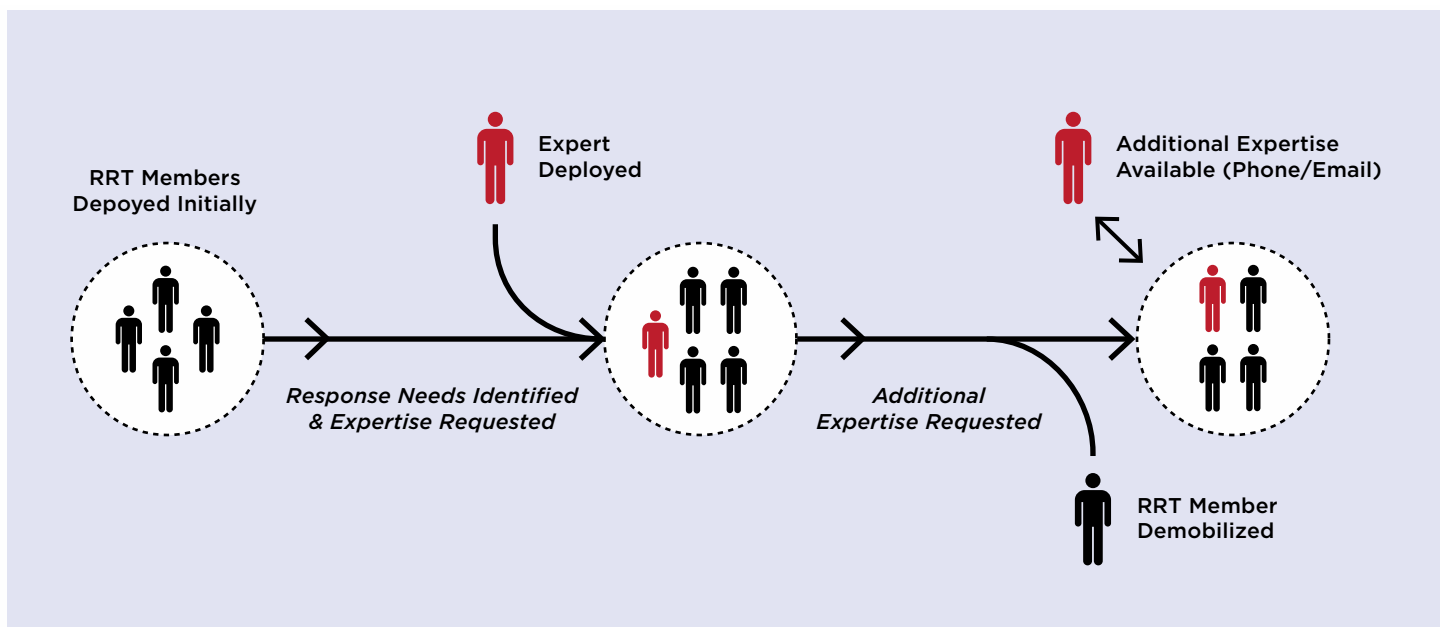 RRT Members
Depoyed Initially
Expert
Deployed
Response Needs Identified
& Expertise Requested
Additional
Expertise Requested
Additional Expertise
Available (Phone/Email)
RRT Member
Demobilized